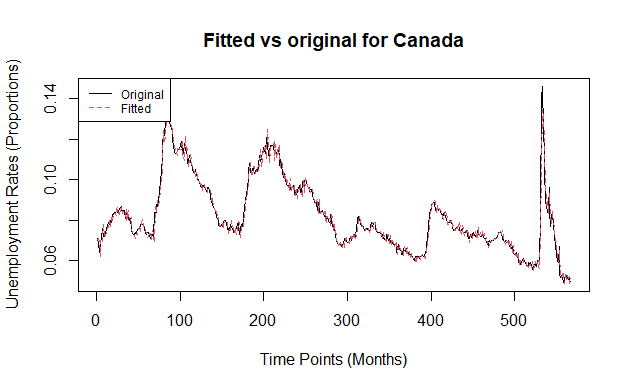 Fitted vs original for Canada
Unemployment Rates (Proportions)
0.14
0.10
0.06
Original
Fitted
0 100 200 300 400 500
Time Points (Months)